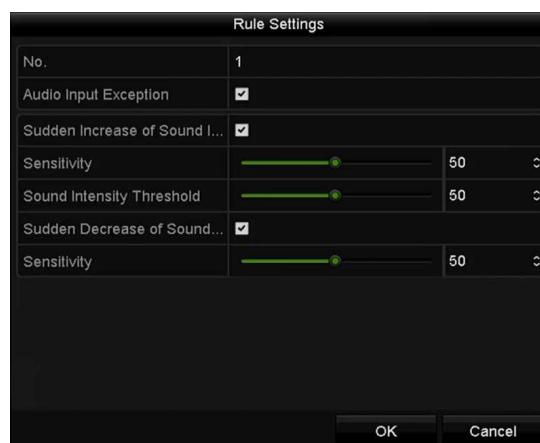 Rule Settings
No. 1
Audio Input Exception
Sudden Increase of Sound I...
Sensitivity 50
Sound Intensity Threshold 50
Sudden Decrease of Sound...
Sensitivity 50
OK Cancel